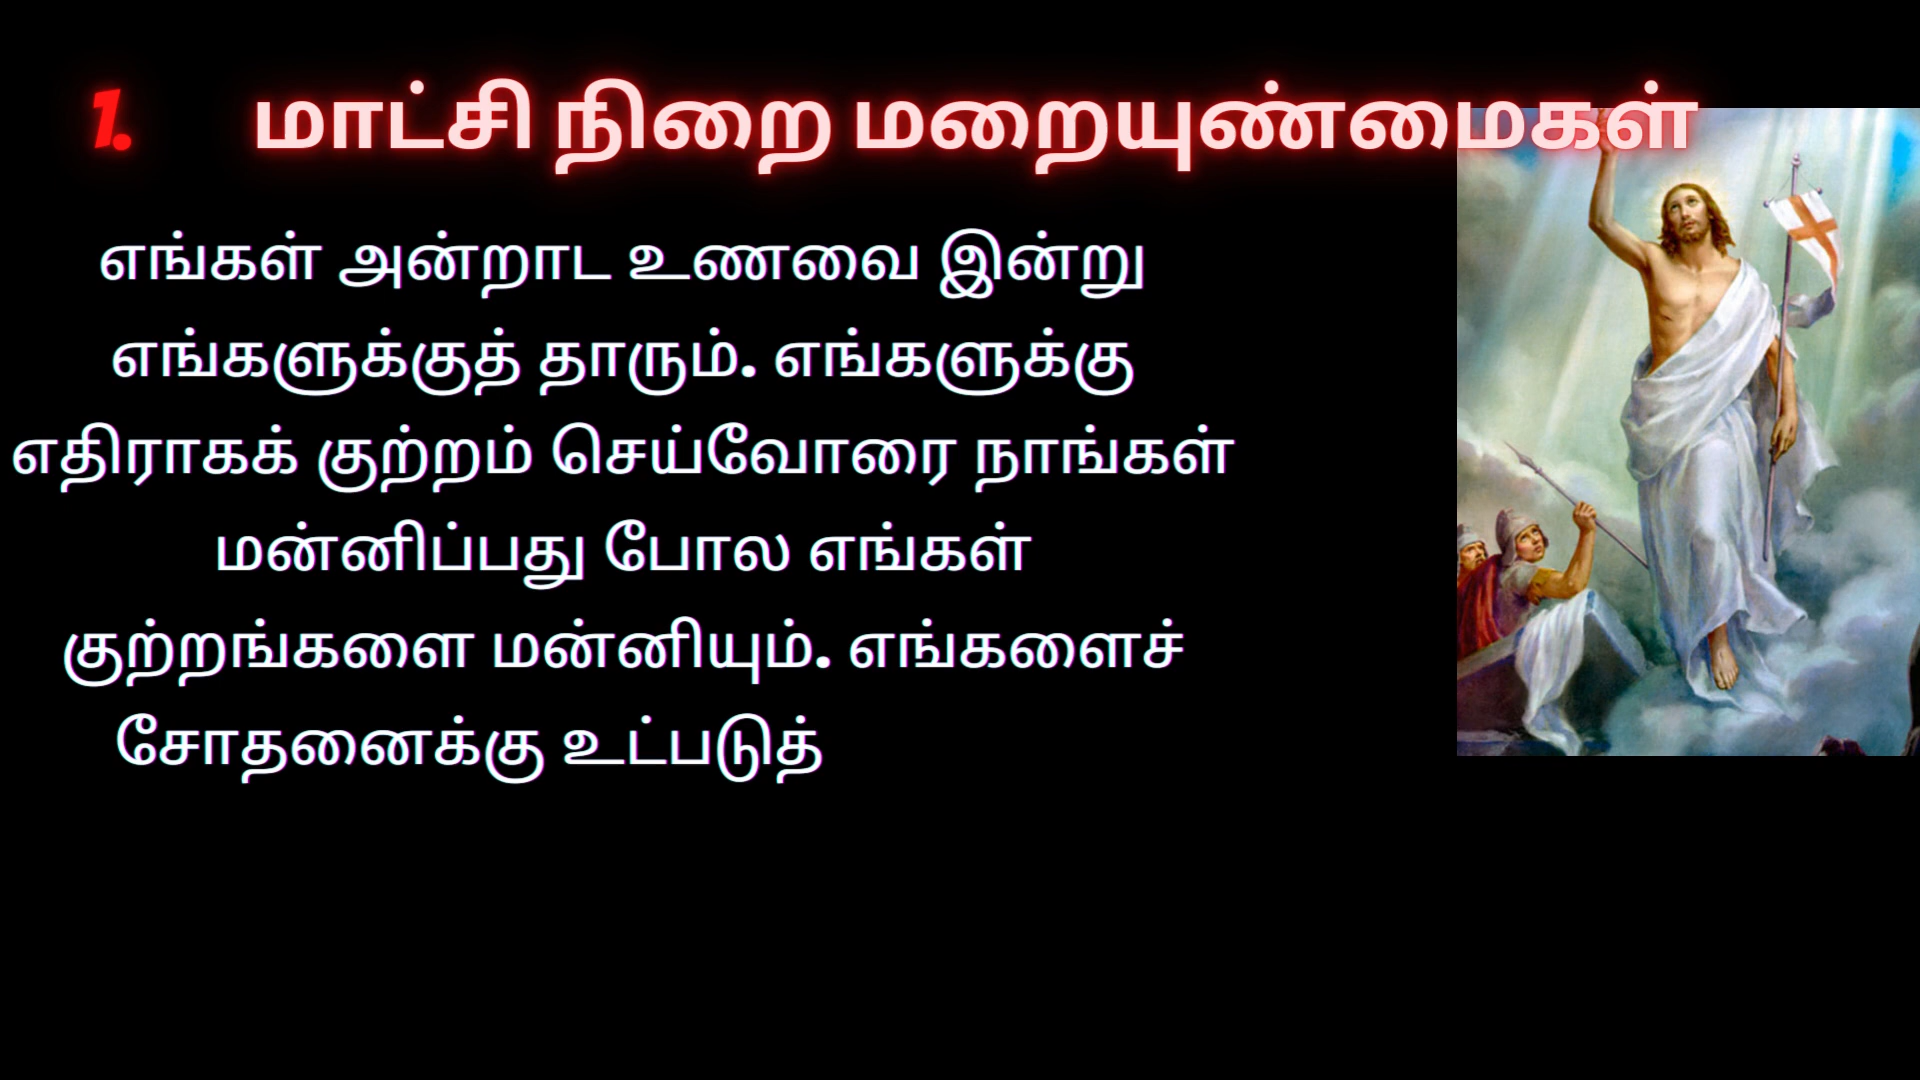 1. மாட்சி நிறை மறையுண்மைகள்
எங்கள் அன்றாட உணவை இன்று
எங்களுக்குத் தாரும். எங்களுக்கு
எதிராகக் குற்றம் செய்வோரை நாங்கள்
மன்னிப்பது போல எங்கள்
குற்றங்களை மன்னியும். எங்களைச்
சோதனைக்கு உட்படுத்